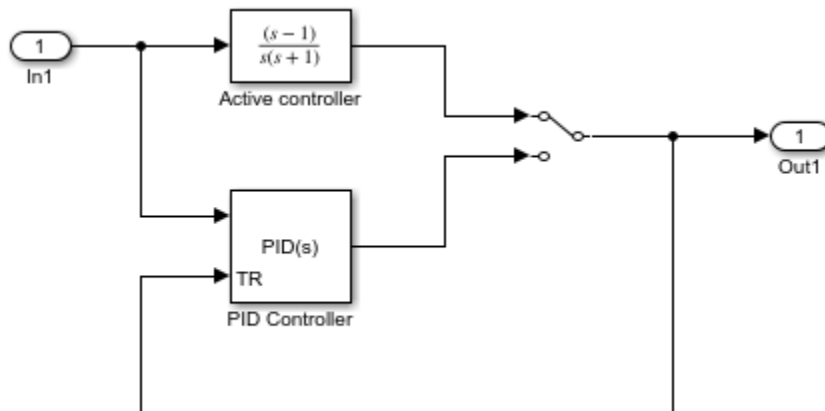 1
In1
(s − 1)
s(s + 1)
Active controller
1
Out1
PID(s)
TR
PID Controller